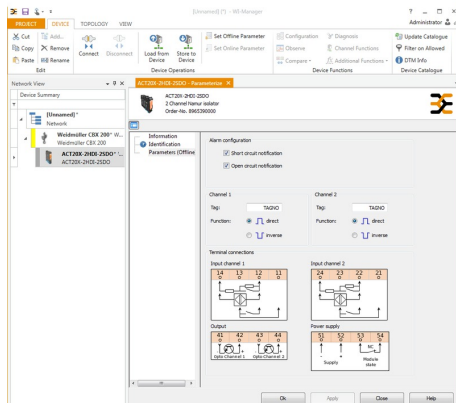 [Unnamed].(*) - WI-Manager
PROJECT DEVICE TOPOLOGY VIEW
Administrator
Cut Add...
Copy Remove
Paste Rename
Edit
Connect Disconnect
Load from Device
Store to Device
Device Operations
Set Offline Parameter
Set Online Parameter
Configuration Diagnosis
Observe Channel Functions
Compare Additional Functions
Device Functions
Update Catalogue
Filter on Allowed
DTM Info
Device Catalogue
Network View
Device Summary
[Unnamed]*
Network
Weidmüller CBX 200* W...
Weidmüller CBX 200
ACT20X-2HDI-2SDO* '...
ACT20X-2HDI-2SDO
ACT20X-2HDI-2SDO - Parameterize
ACT20X-2HDI-2SDO
2 Channel Namur isolator
Order-No. 8965390000
Information
Identification
Parameters (Offline
Alarm configuration
Short circuit notification
Open circuit notification
Channel 1
Tag: TAGNO
Function: direct
inverse
Channel 2
Tag: TAGNO
Function: direct
inverse
Terminal connections
Input channel 1
14 13 12 11
Input channel 2
24 23 22 21
Output
41 42 43 44
Opto Channel 1 Opto Channel 2
Power supply
51 52 53 54
NC
Supply
Module state
Ok Apply Close Help